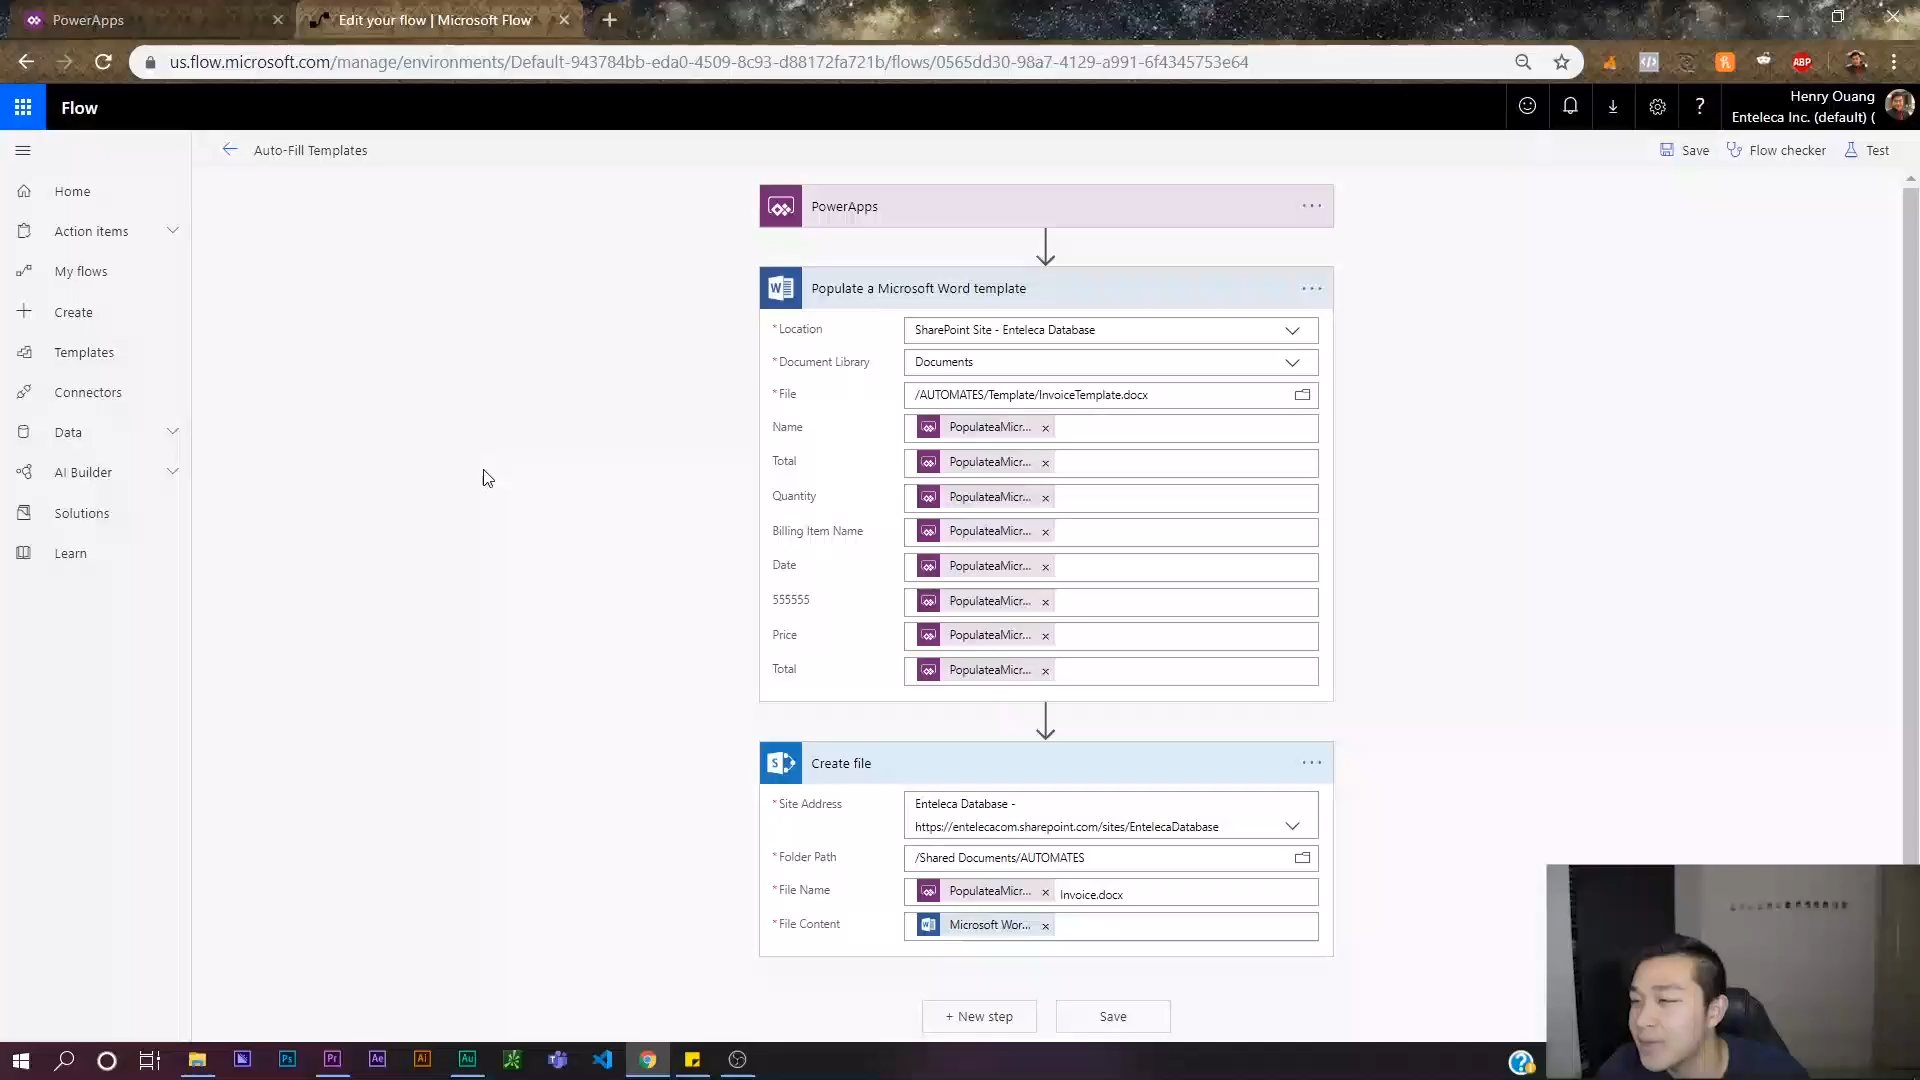 PowerApps
Edit your flow | Microsoft Flow
us.flow.microsoft.com/manage/environments/Default-943784bb-eda0-4509-8c93-d88172fa721b/flows/0565dd30-98a7-4129-a991-6f4345753e64
ABP
Flow
Henry Ouang
Enteleca Inc. (default) (
Auto-Fill Templates
Save
Flow checker
Test
Home
Action items
My flows
Create
Templates
Connectors
Data
AI Builder
Solutions
Learn
PowerApps
Populate a Microsoft Word template
* Location
SharePoint Site - Enteleca Database
* Document Library
Documents
* File
/AUTOMATES/Template/InvoiceTemplate.docx
Name
PopulateaMicr... ×
Total
PopulateaMicr... ×
Quantity
PopulateaMicr... ×
Billing Item Name
PopulateaMicr... ×
Date
PopulateaMicr... ×
555555
PopulateaMicr... ×
Price
PopulateaMicr... ×
Total
PopulateaMicr... ×
Create file
* Site Address
Enteleca Database -
https://entelecacom.sharepoint.com/sites/EntelecaDatabase
* Folder Path
/Shared Documents/AUTOMATES
* File Name
PopulateaMicr... × Invoice.docx
* File Content
Microsoft Wor... ×
+ New step
Save
Ps
Pr
Ae
Ai
Au